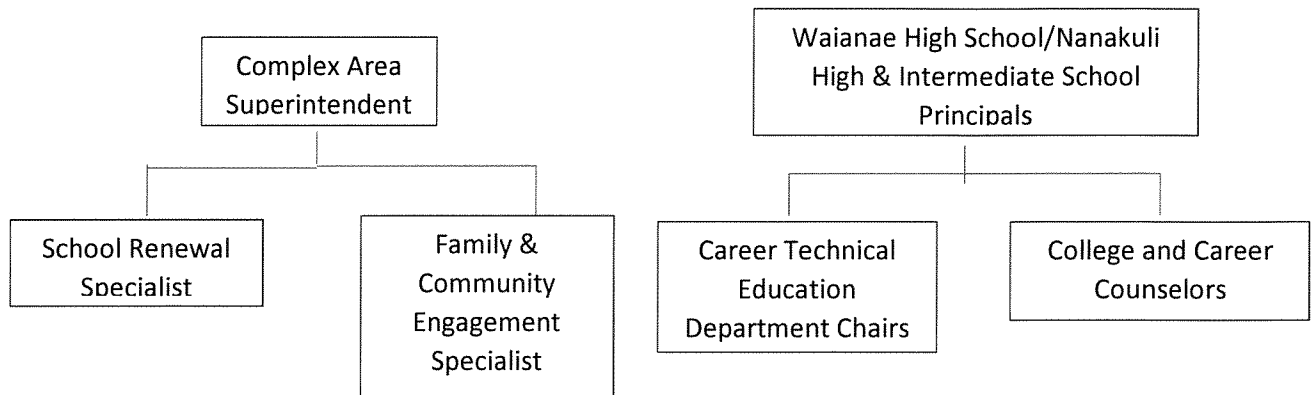 Complex Area
Superintendent
Waianae High School/Nanakuli
High & Intermediate School
Principals
School Renewal
Specialist
Family &
Community
Engagement
Specialist
Career Technical
Education
Department Chairs
College and Career
Counselors